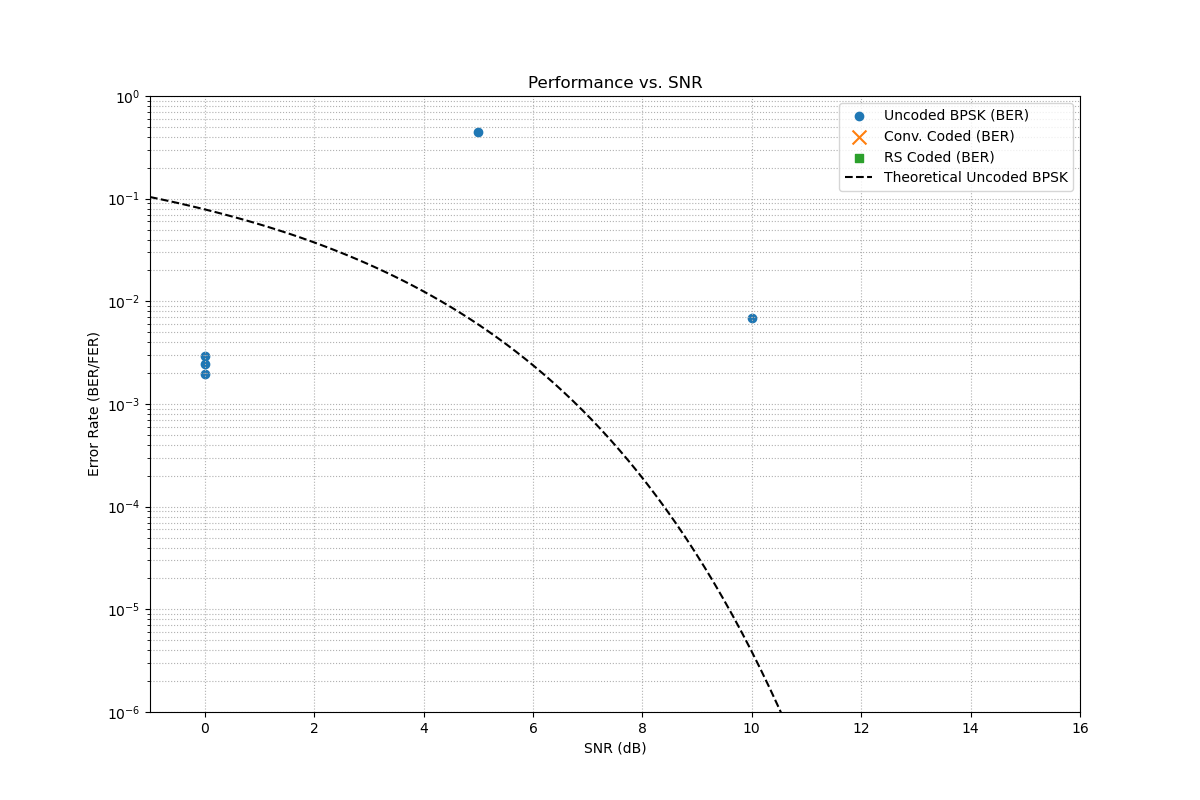 Performance vs. SNR
Uncoded BPSK (BER)
Conv. Coded (BER)
RS Coded (BER)
Theoretical Uncoded BPSK
Error Rate (BER/FER)
10⁰
10⁻¹
10⁻²
10⁻³
10⁻⁴
10⁻⁵
10⁻⁶
0 2 4 6 8 10 12 14 16
SNR (dB)